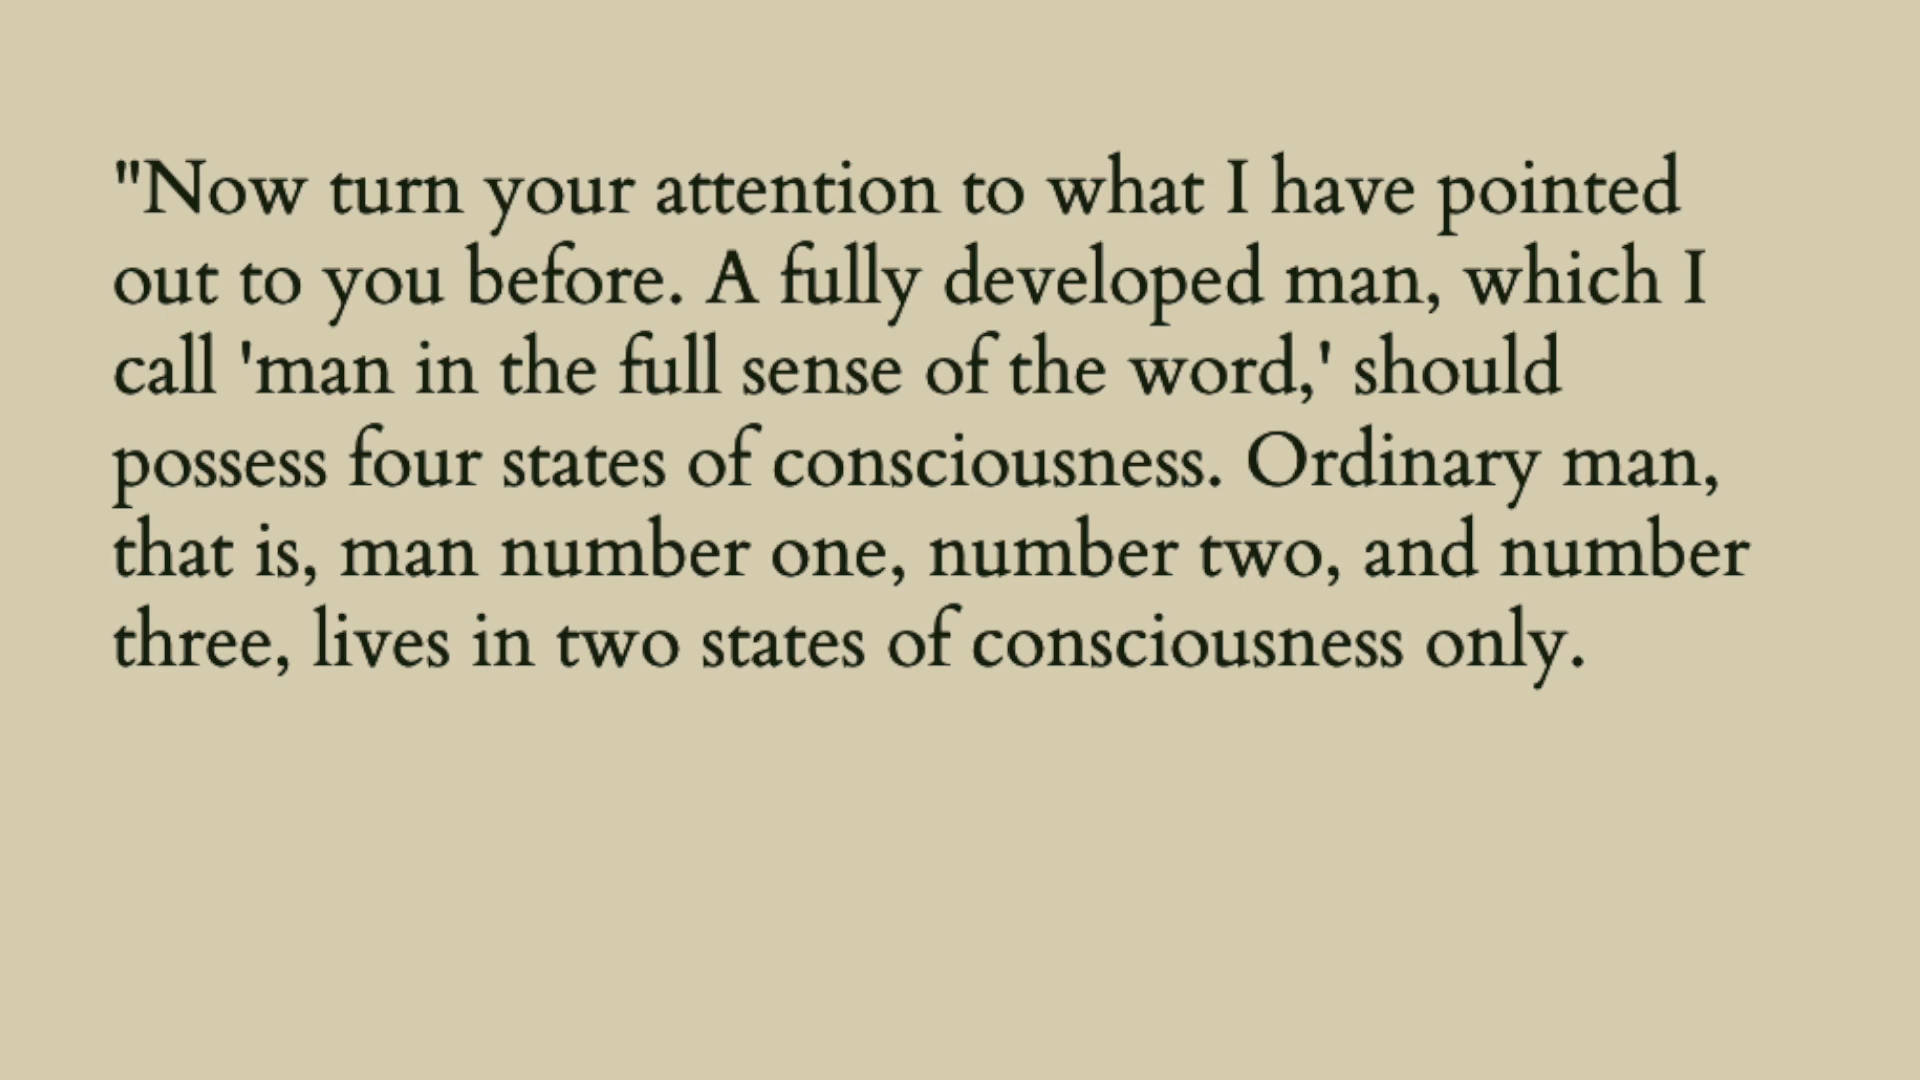 "Now turn your attention to what I have pointed
out to you before. A fully developed man, which I
call 'man in the full sense of the word,' should
possess four states of consciousness. Ordinary man,
that is, man number one, number two, and number
three, lives in two states of consciousness only.